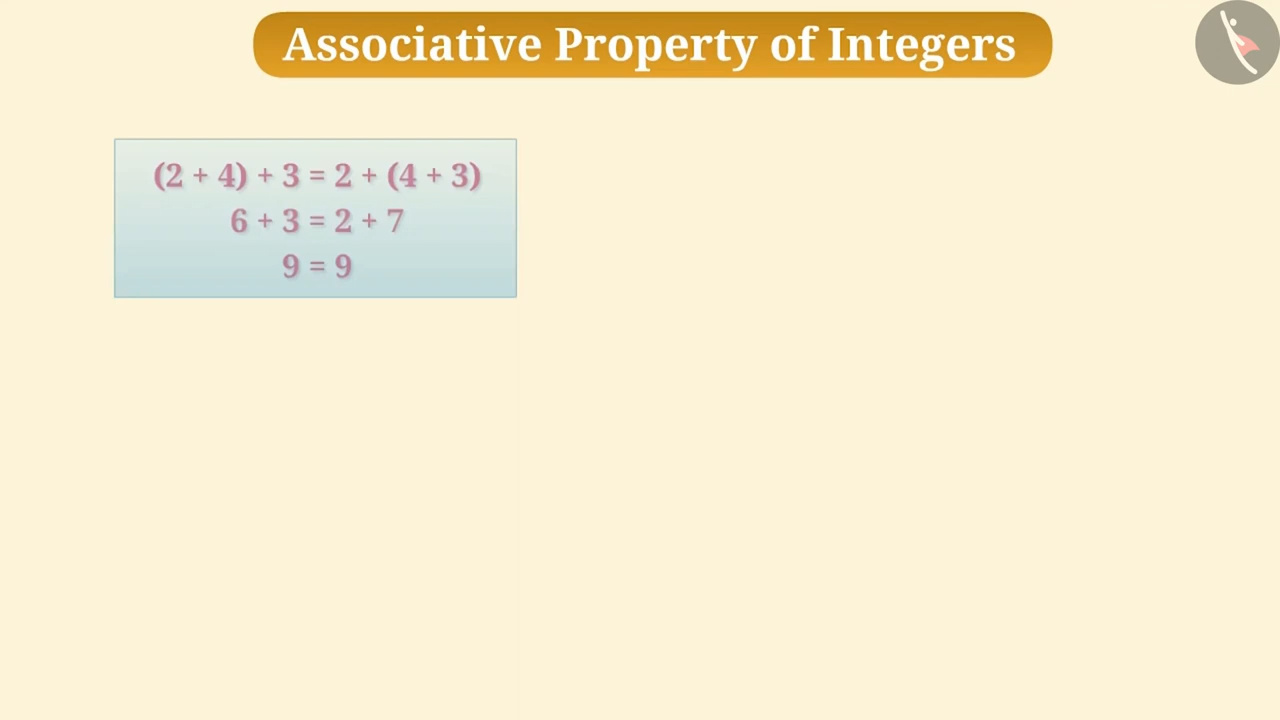 Associative Property of Integers
(2 + 4) + 3 = 2 + (4 + 3)
6 + 3 = 2 + 7
9 = 9